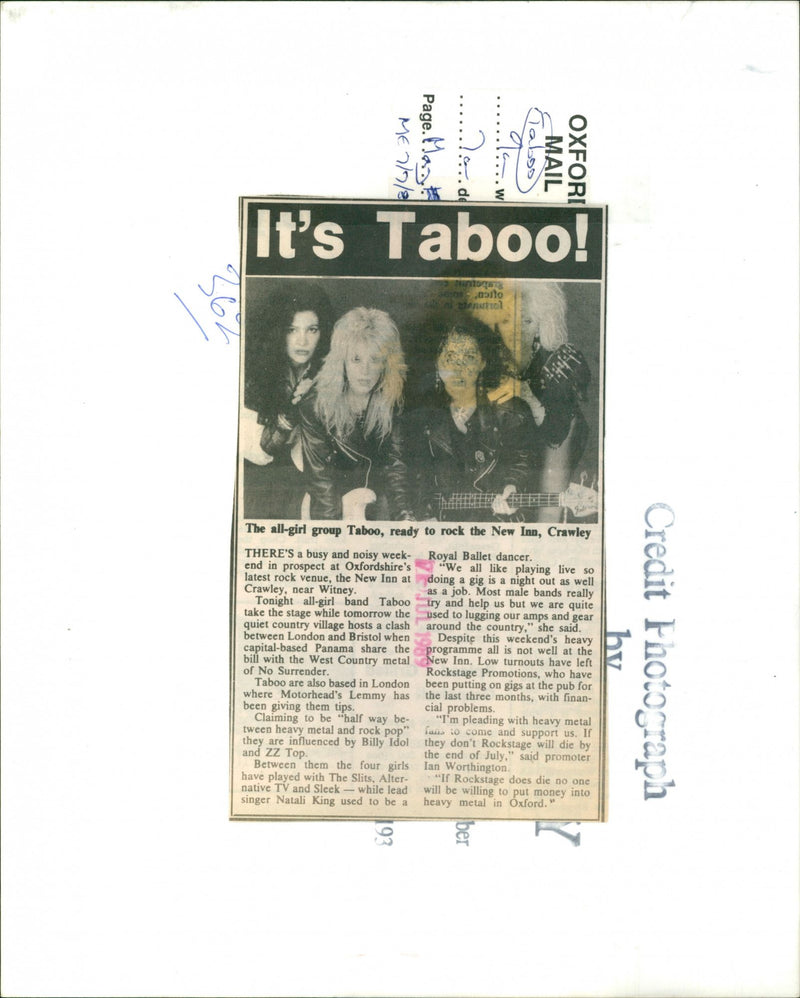 OXFOR
MAIL
Taboo
w
de
Page.
ME 7/7/8
It's Taboo!
The all-girl group Taboo, ready to rock the New Inn, Crawley
THERE'S a busy and noisy week-
end in prospect at Oxfordshire's
latest rock venue, the New Inn at
Crawley, near Witney.
Tonight all-girl band Taboo
take the stage while tomorrow the
quiet country village hosts a clash
between London and Bristol when
capital-based Panama share the
bill with the West Country metal
of No Surrender.
Taboo are also based in London
where Motorhead's Lemmy has
been giving them tips.
Claiming to be "half way be-
tween heavy metal and rock pop"
they are influenced by Billy Idol
and ZZ Top.
Between them the four girls
have played with The Slits, Alter-
native TV and Sleek — while lead
singer Natali King used to be a
Royal Ballet dancer.
"We all like playing live so
doing a gig is a night out as well
as a job. Most male bands really
try and help us but we are quite
used to lugging our amps and gear
around the country," she said.
Despite this weekend's heavy
programme all is not well at the
New Inn. Low turnouts have left
Rockstage Promotions, who have
been putting on gigs at the pub for
the last three months, with finan-
cial problems.
"I'm pleading with heavy metal
fans to come and support us. If
they don't Rockstage will die by
the end of July," said promoter
Ian Worthington.
"If Rockstage does die no one
will be willing to put money into
heavy metal in Oxford."
JUL 1989
Credit Photograph
by
Y
ber
193